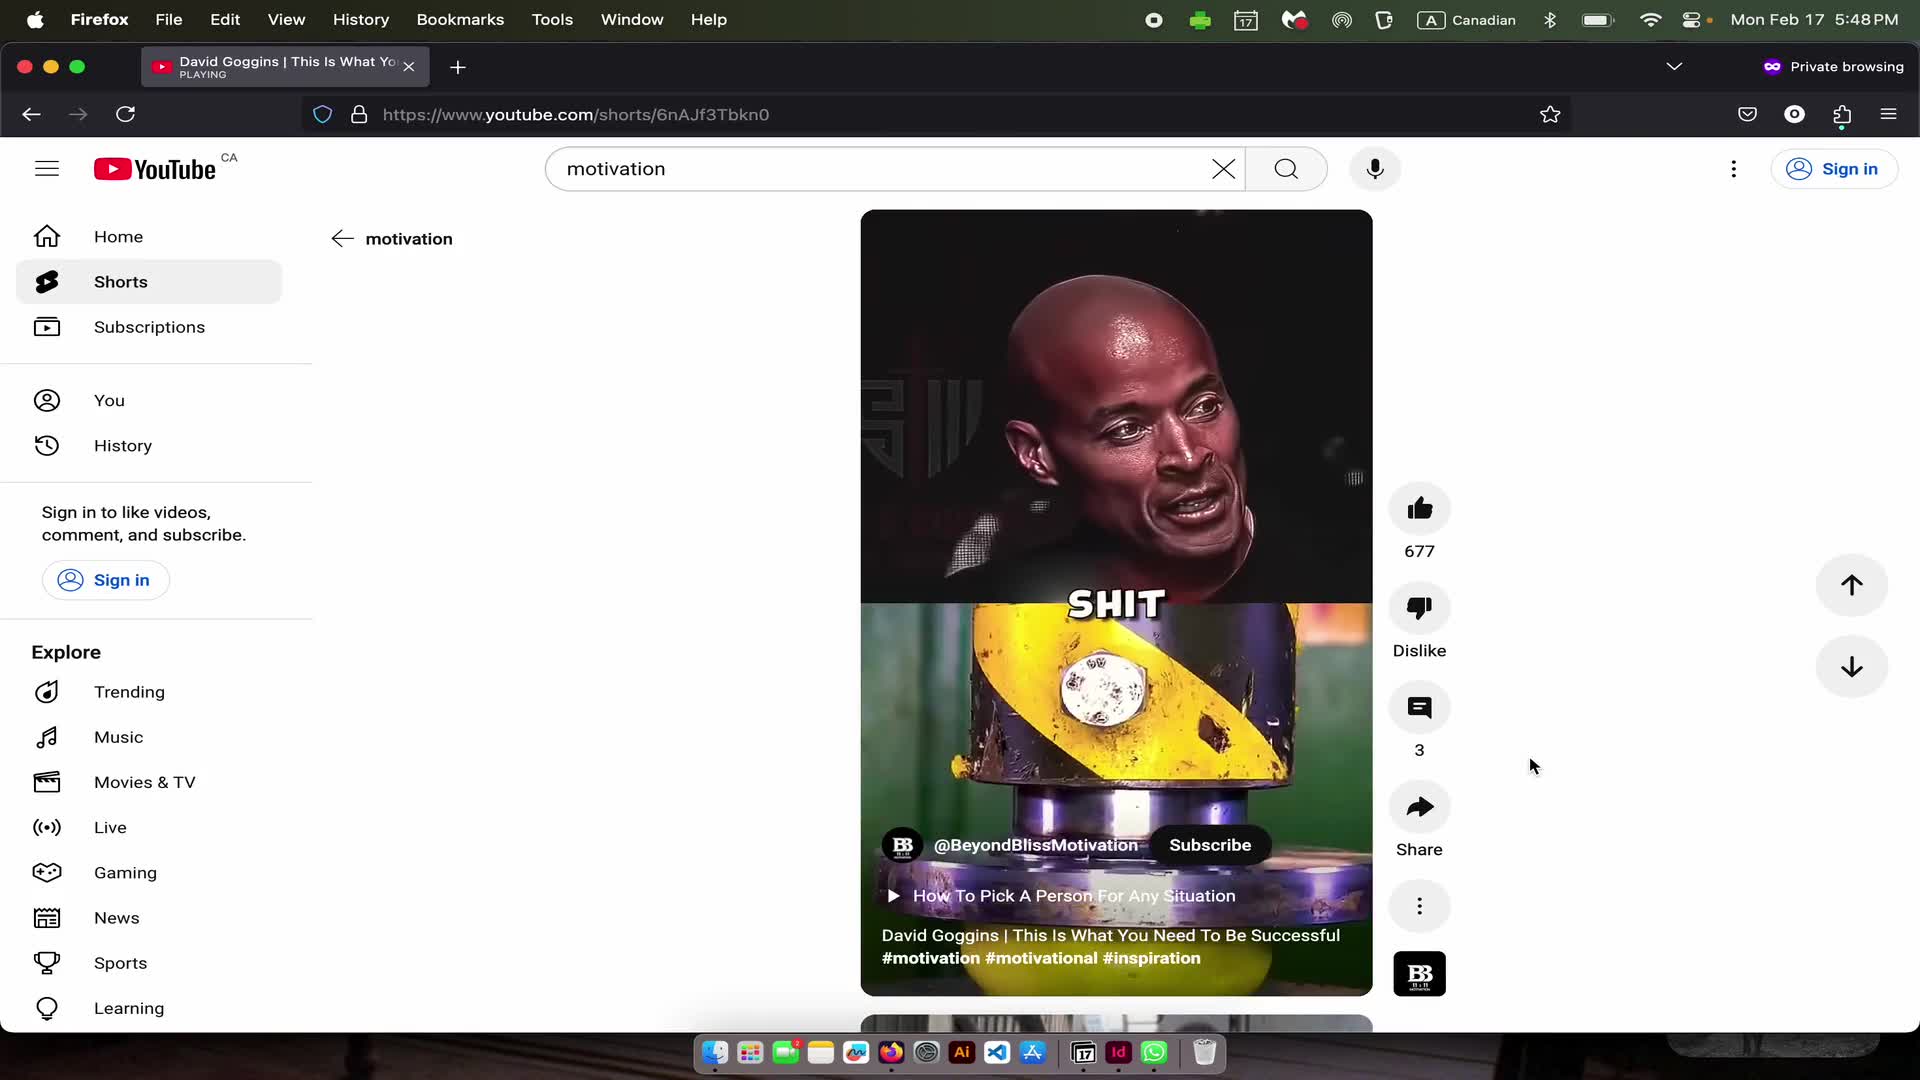 Firefox File Edit View History Bookmarks Tools Window Help
17 A Canadian Mon Feb 17 5:48 PM
David Goggins | This Is What Yo
PLAYING
Private browsing
https://www.youtube.com/shorts/6nAJf3Tbkn0
YouTube CA
motivation
Sign in
Home
motivation
Shorts
Subscriptions
You
History
Sign in to like videos,
comment, and subscribe.
Sign in
Explore
Trending
Music
Movies & TV
Live
Gaming
News
Sports
Learning
SHIT
BB
@BeyondBlissMotivation Subscribe
How To Pick A Person For Any Situation
David Goggins | This Is What You Need To Be Successful
#motivation #motivational #inspiration
677
Dislike
3
Share
BB
2 Ai 17 Id